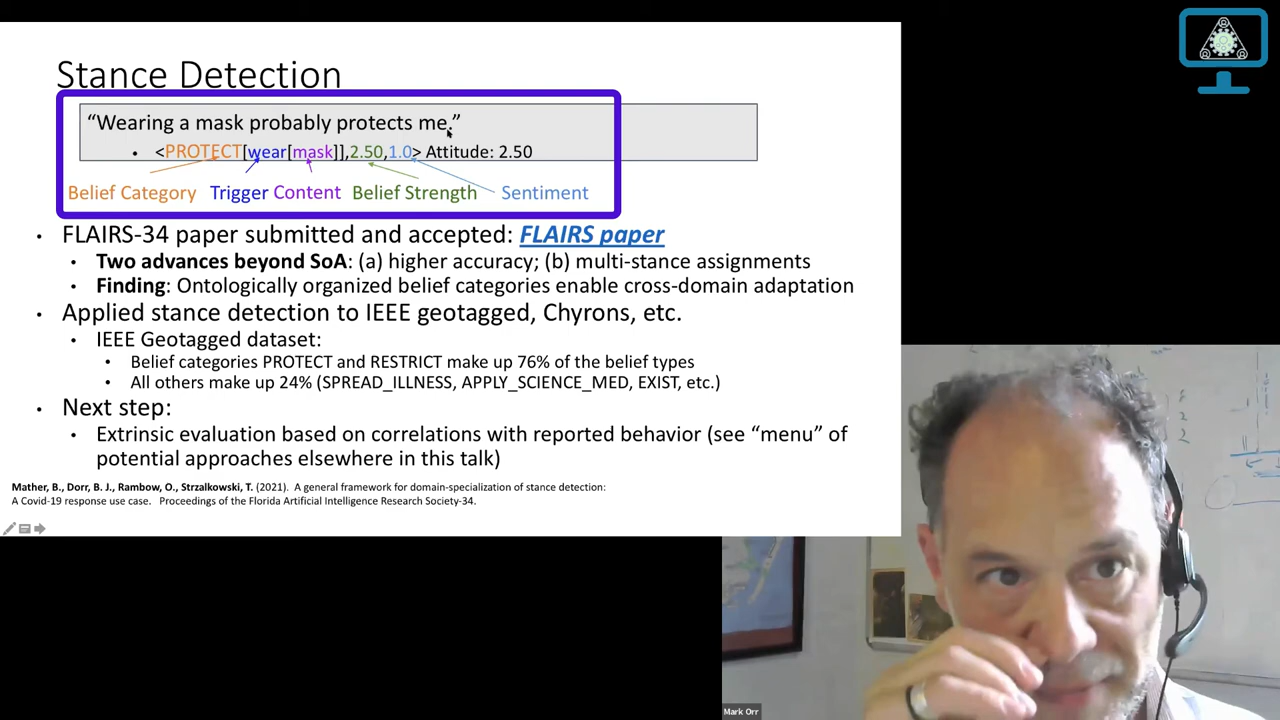 Stance Detection
“Wearing a mask probably protects me.”
• <PROTECT[wear[mask]],2.50,1.0> Attitude: 2.50
Belief Category Trigger Content Belief Strength Sentiment
• FLAIRS-34 paper submitted and accepted: FLAIRS paper
• Two advances beyond SoA: (a) higher accuracy; (b) multi-stance assignments
• Finding: Ontologically organized belief categories enable cross-domain adaptation
• Applied stance detection to IEEE geotagged, Chyrons, etc.
• IEEE Geotagged dataset:
• Belief categories PROTECT and RESTRICT make up 76% of the belief types
• All others make up 24% (SPREAD_ILLNESS, APPLY_SCIENCE_MED, EXIST, etc.)
• Next step:
• Extrinsic evaluation based on correlations with reported behavior (see “menu” of
potential approaches elsewhere in this talk)
Mather, B., Dorr, B. J., Rambow, O., Strzalkowski, T. (2021). A general framework for domain-specialization of stance detection:
A Covid-19 response use case. Proceedings of the Florida Artificial Intelligence Research Society-34.
Mark Orr